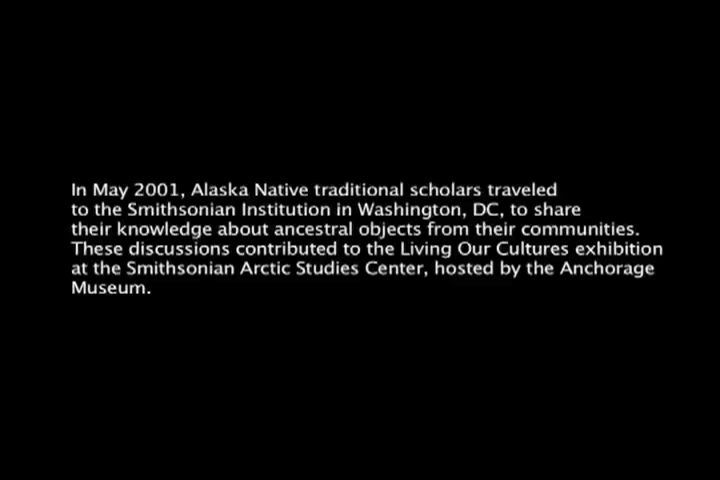 In May 2001, Alaska Native traditional scholars traveled
to the Smithsonian Institution in Washington, DC, to share
their knowledge about ancestral objects from their communities.
These discussions contributed to the Living Our Cultures exhibition
at the Smithsonian Arctic Studies Center, hosted by the Anchorage
Museum.